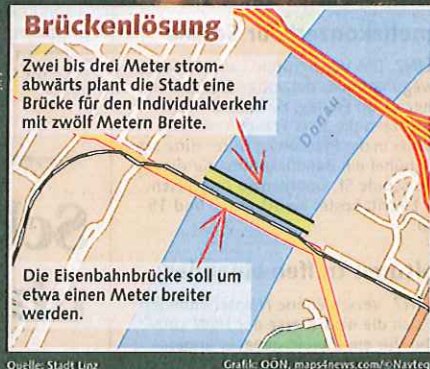 Brückenlösung
Zwei bis drei Meter strom-
abwärts plant die Stadt eine
Brücke für den Individualverkehr
mit zwölf Metern Breite.
Donau
Die Eisenbahnbrücke soll um
etwa einen Meter breiter
werden.
Quelle: Stadt Linz
Grafik: OÖN, maps4news.com/©Navteq